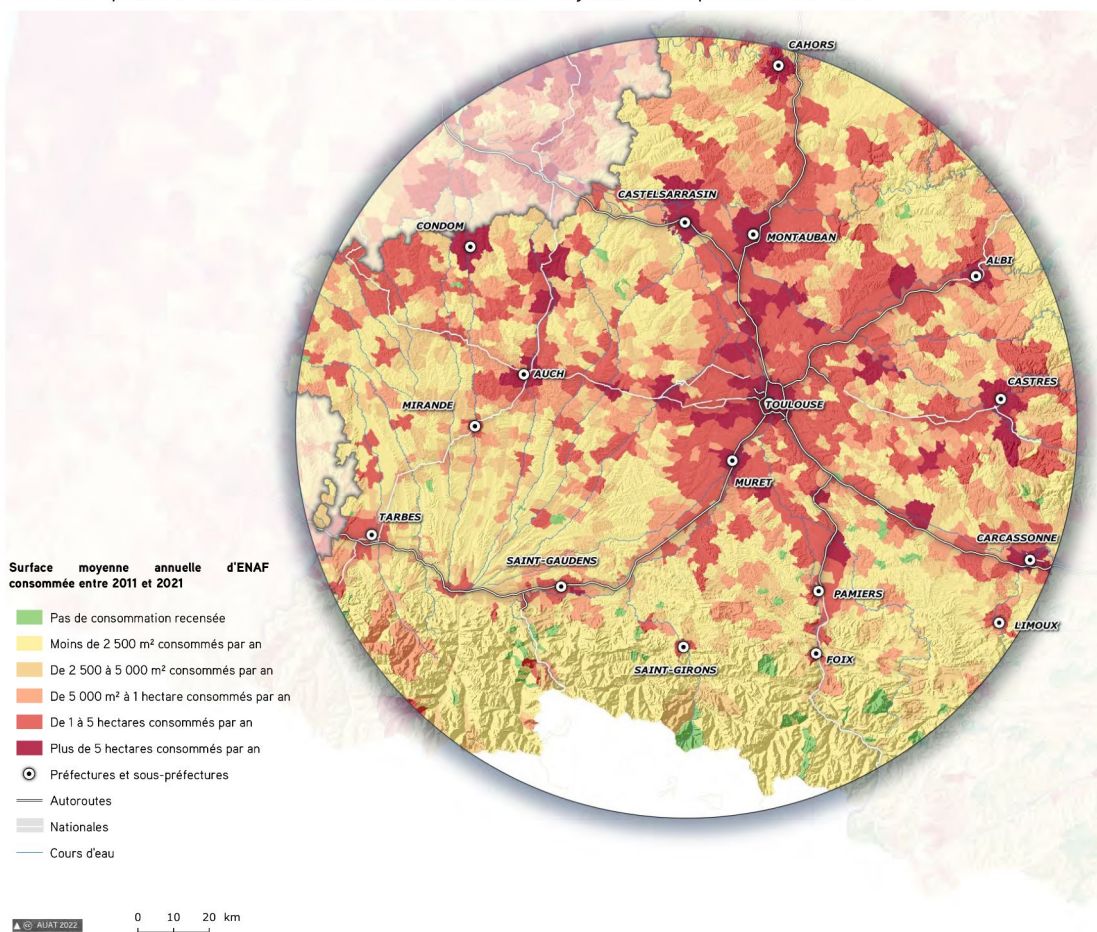 CAHORS
CASTELSARRASIN
CONDOM
MONTAUBAN
ALBI
AUCH
CASTRES
MIRANDE
TOULOUSE
MURET
TARBES
CARCASSONNE
SAINT-GAUDENS
PAMIERS
LIMOUX
SAINT-GIRONS
FOIX
Surface moyenne annuelle d'ENAF
consommée entre 2011 et 2021
Pas de consommation recensée
Moins de 2 500 m² consommés par an
De 2 500 à 5 000 m² consommés par an
De 5 000 m² à 1 hectare consommés par an
De 1 à 5 hectares consommés par an
Plus de 5 hectares consommés par an
Préfectures et sous-préfectures
Autoroutes
Nationales
Cours d'eau
AUAT 2022
0 10 20 km